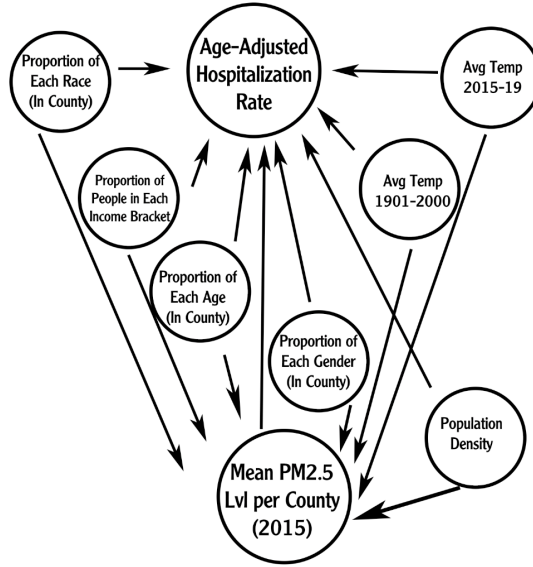 Age-Adjusted
Hospitalization
Rate
Proportion of
Each Race
(In County)
Avg Temp
2015-19
Proportion of
People in Each
Income Bracket
Avg Temp
1901-2000
Proportion of
Each Age
(In County)
Proportion of
Each Gender
(In County)
Population
Density
Mean PM2.5
Lvl per County
(2015)